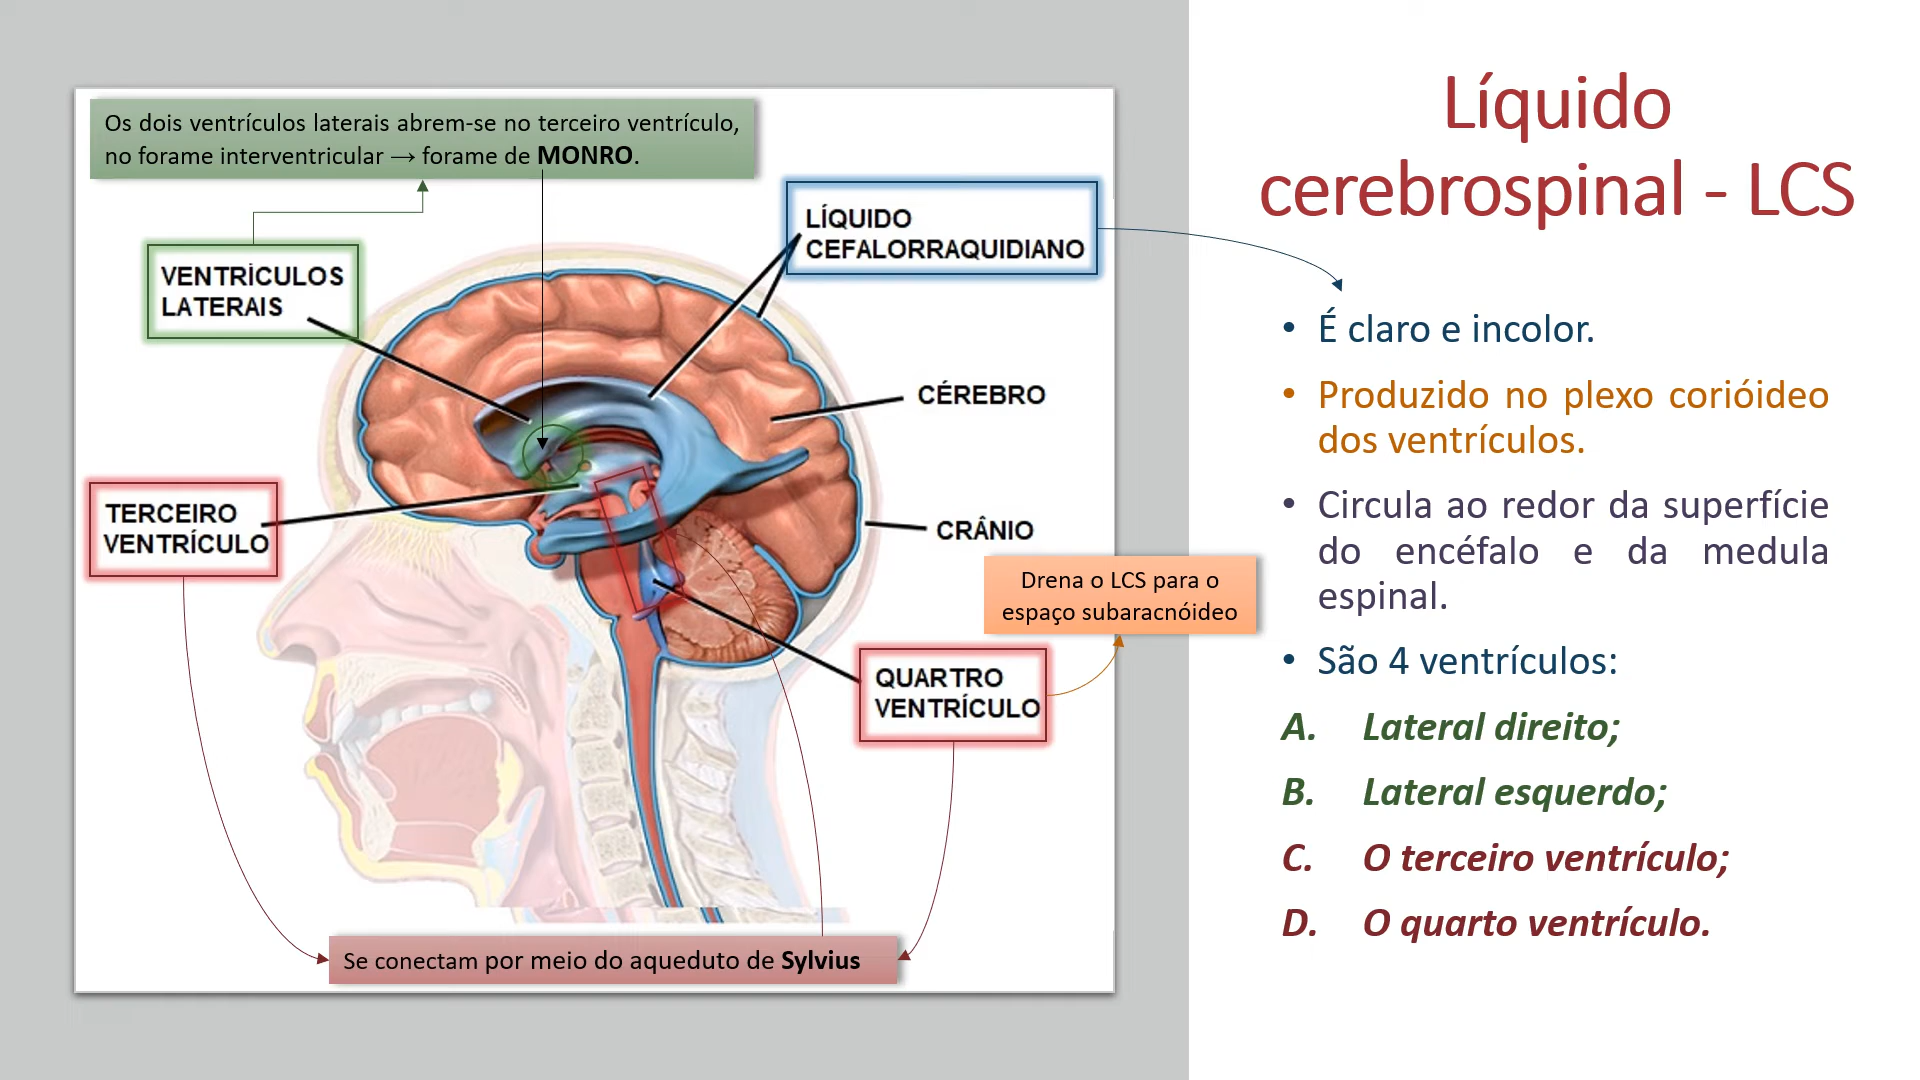 Líquido
cerebrospinal - LCS
Os dois ventrículos laterais abrem-se no terceiro ventrículo,
no forame interventricular → forame de MONRO.
VENTRÍCULOS
LATERAIS
LÍQUIDO
CEFALORRAQUIDIANO
CÉREBRO
TERCEIRO
VENTRÍCULO
CRÂNIO
Drena o LCS para o
espaço subaracnóideo
QUARTRO
VENTRÍCULO
Se conectam por meio do aqueduto de Sylvius
• É claro e incolor.
• Produzido no plexo corióideo
dos ventrículos.
• Circula ao redor da superfície
do encéfalo e da medula
espinal.
• São 4 ventrículos:
A. Lateral direito;
B. Lateral esquerdo;
C. O terceiro ventrículo;
D. O quarto ventrículo.